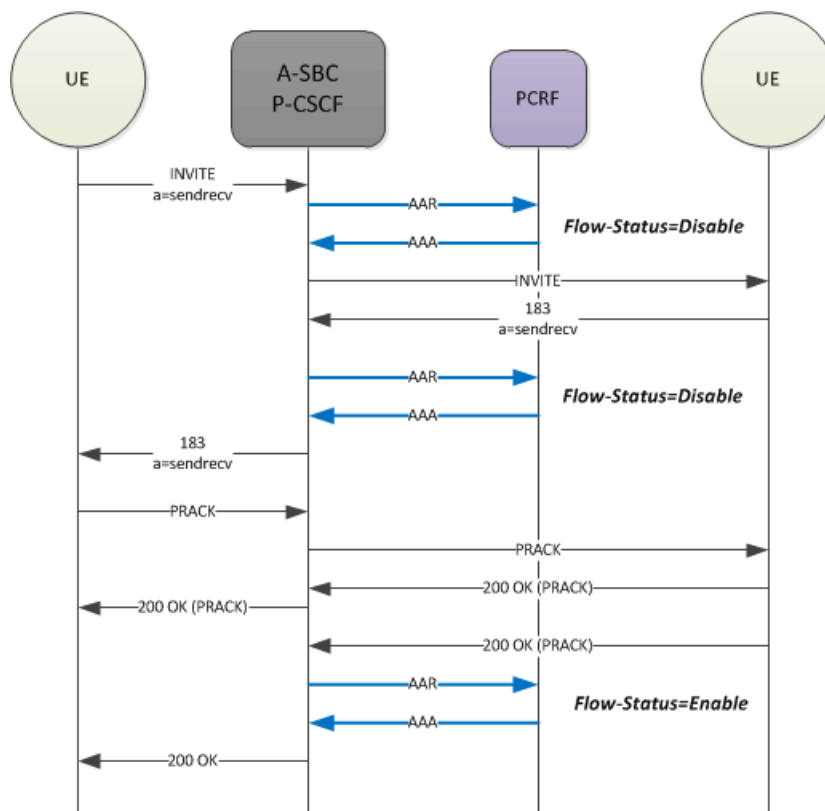 UE
A-SBC
P-CSCF
PCRF
UE
INVITE
a=sendrecv
AAR
Flow-Status=Disable
AAA
INVITE
183
a=sendrecv
AAR
Flow-Status=Disable
AAA
183
a=sendrecv
PRACK
PRACK
200 OK (PRACK)
200 OK (PRACK)
200 OK (PRACK)
AAR
Flow-Status=Enable
AAA
200 OK